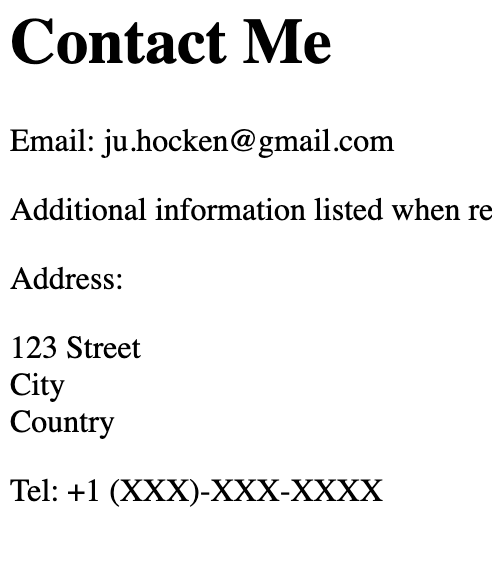 Contact Me
Email: ju.hocken@gmail.com
Additional information listed when re
Address:
123 Street
City
Country
Tel: +1 (XXX)-XXX-XXXX